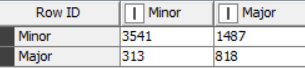 Row ID I Minor I Major
Minor 3541 1487
Major 313 818